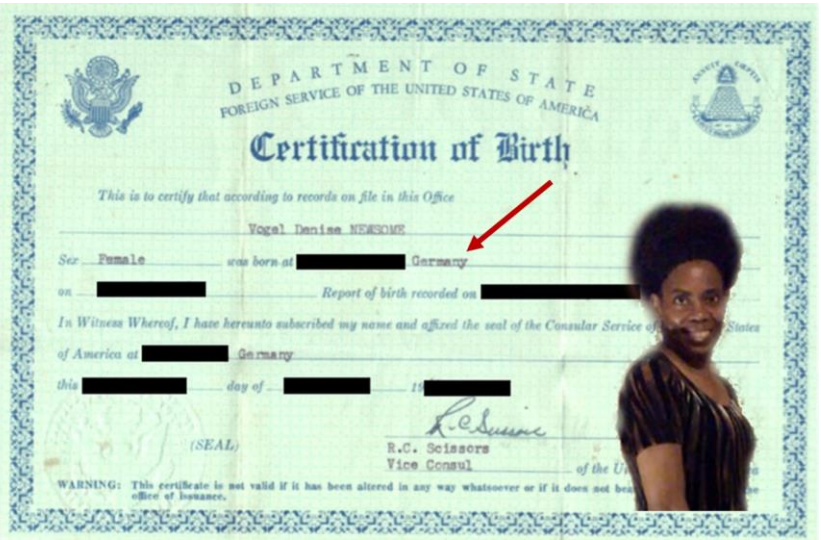 ANNUIT CŒPTIS
DEPARTMENT OF STATE
FOREIGN SERVICE OF THE UNITED STATES OF AMERICA
Certification of Birth
This is to certify that according to records on file in this Office
Vogel Denise NEWSOME
Sex Female was born at Germany
on Report of birth recorded on
In Witness Whereof, I have hereunto subscribed my name and affixed the seal of the Consular Service of States
of America at Germany
this day of 19
R.C. Scissors
(SEAL)
R.C. Scissors
Vice Consul of the
WARNING: This certificate is not valid if it has been altered in any way whatsoever or if it does not the
office of issuance.